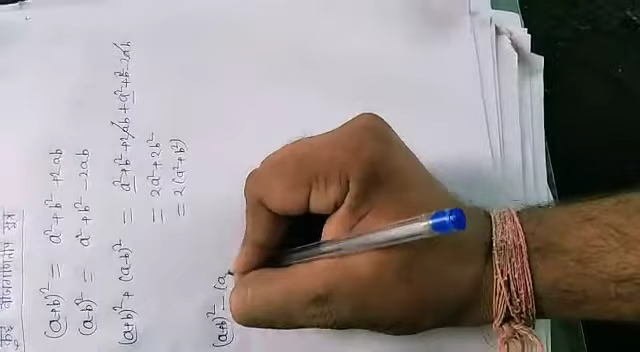 कुछ बीजगणितीय सूत्र
(a+b)² = a²+b²+2ab
(a-b)² = a²+b²-2ab
(a+b)²+(a-b)² = a²+b²+2ab+a²+b²-2ab
= 2a²+2b²
= 2(a²+b²)
(a+b)²-(a